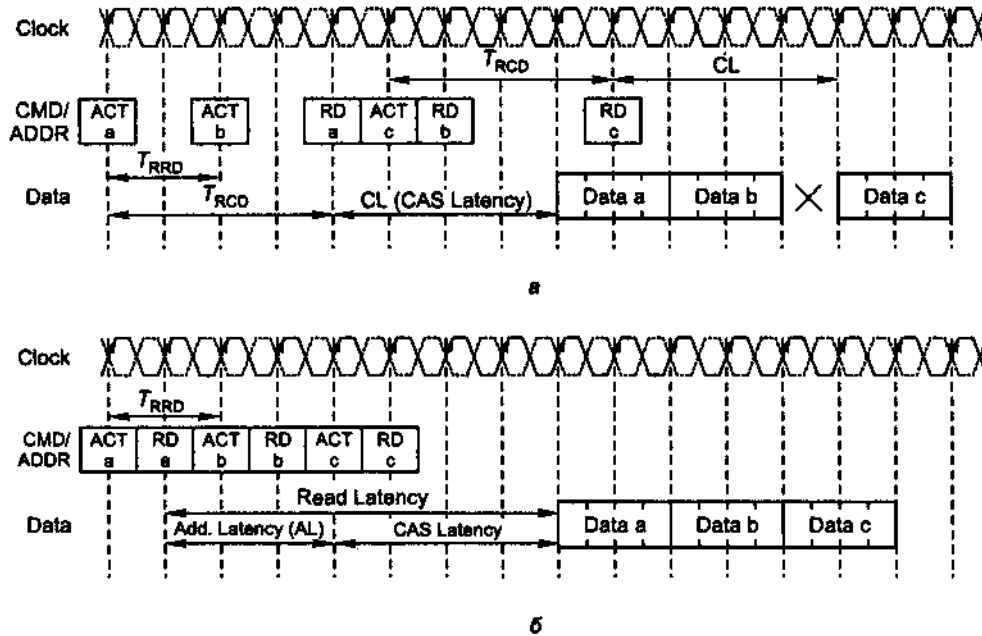 Clock
T_RCD
CL
CMD/
ADDR
ACT
a
ACT
b
RD
a
ACT
c
RD
b
RD
c
T_RRD
Data
T_RCD
CL (CAS Latency)
Data a
Data b
Data c
а
Clock
T_RRD
CMD/
ADDR
ACT
a
RD
a
ACT
b
RD
b
ACT
c
RD
c
Read Latency
Data
Add. Latency (AL)
CAS Latency
Data a
Data b
Data c
б